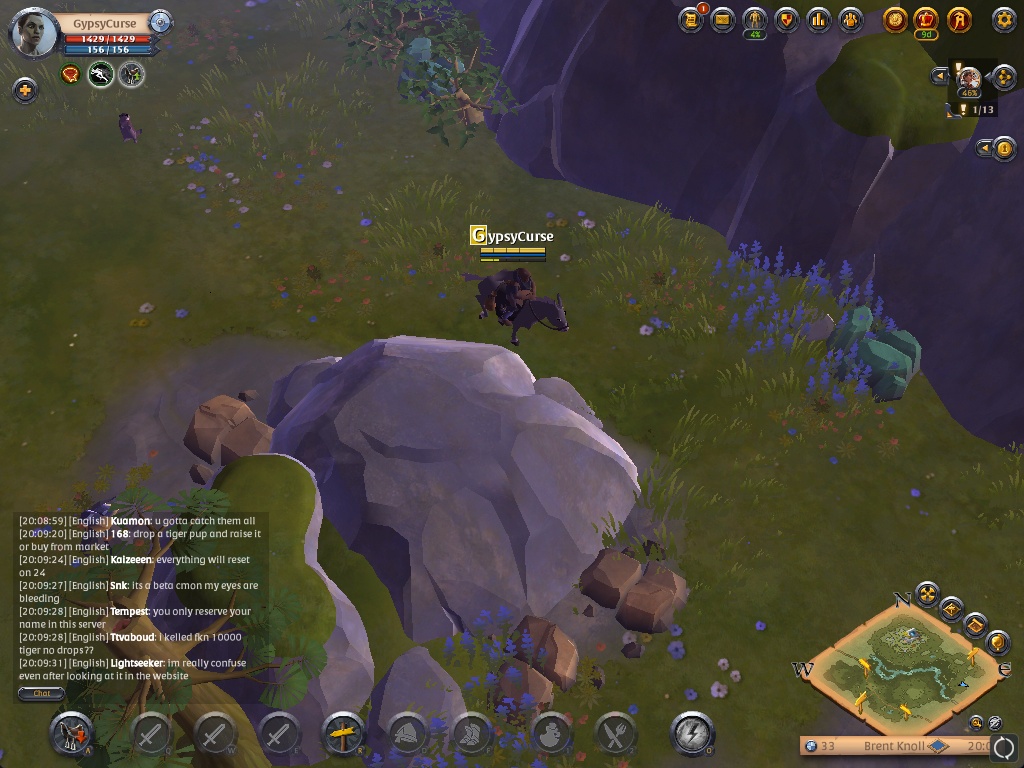 GypsyCurse
1429 / 1429
156 / 156
1
4%
9d
46%
1/13
GypsyCurse
[20:08:59] [English] Kuamon: u gotta catch them all
[20:09:20] [English] 168: drop a tiger pup and raise it
or buy from market
[20:09:24] [English] Kaizeeen: everything will reset
on 24
[20:09:27] [English] Snk: its a beta cmon my eyes are
bleeding
[20:09:28] [English] Tempest: you only reserve your
name in this server
[20:09:28] [English] Ttvaboud: i kelled fkn 10000
tiger no drops??
[20:09:31] [English] Lightseeker: im really confuse
even after looking at it in the website
Chat
N
W
E
A
W
E
R
33
Brent Knoll
20:0